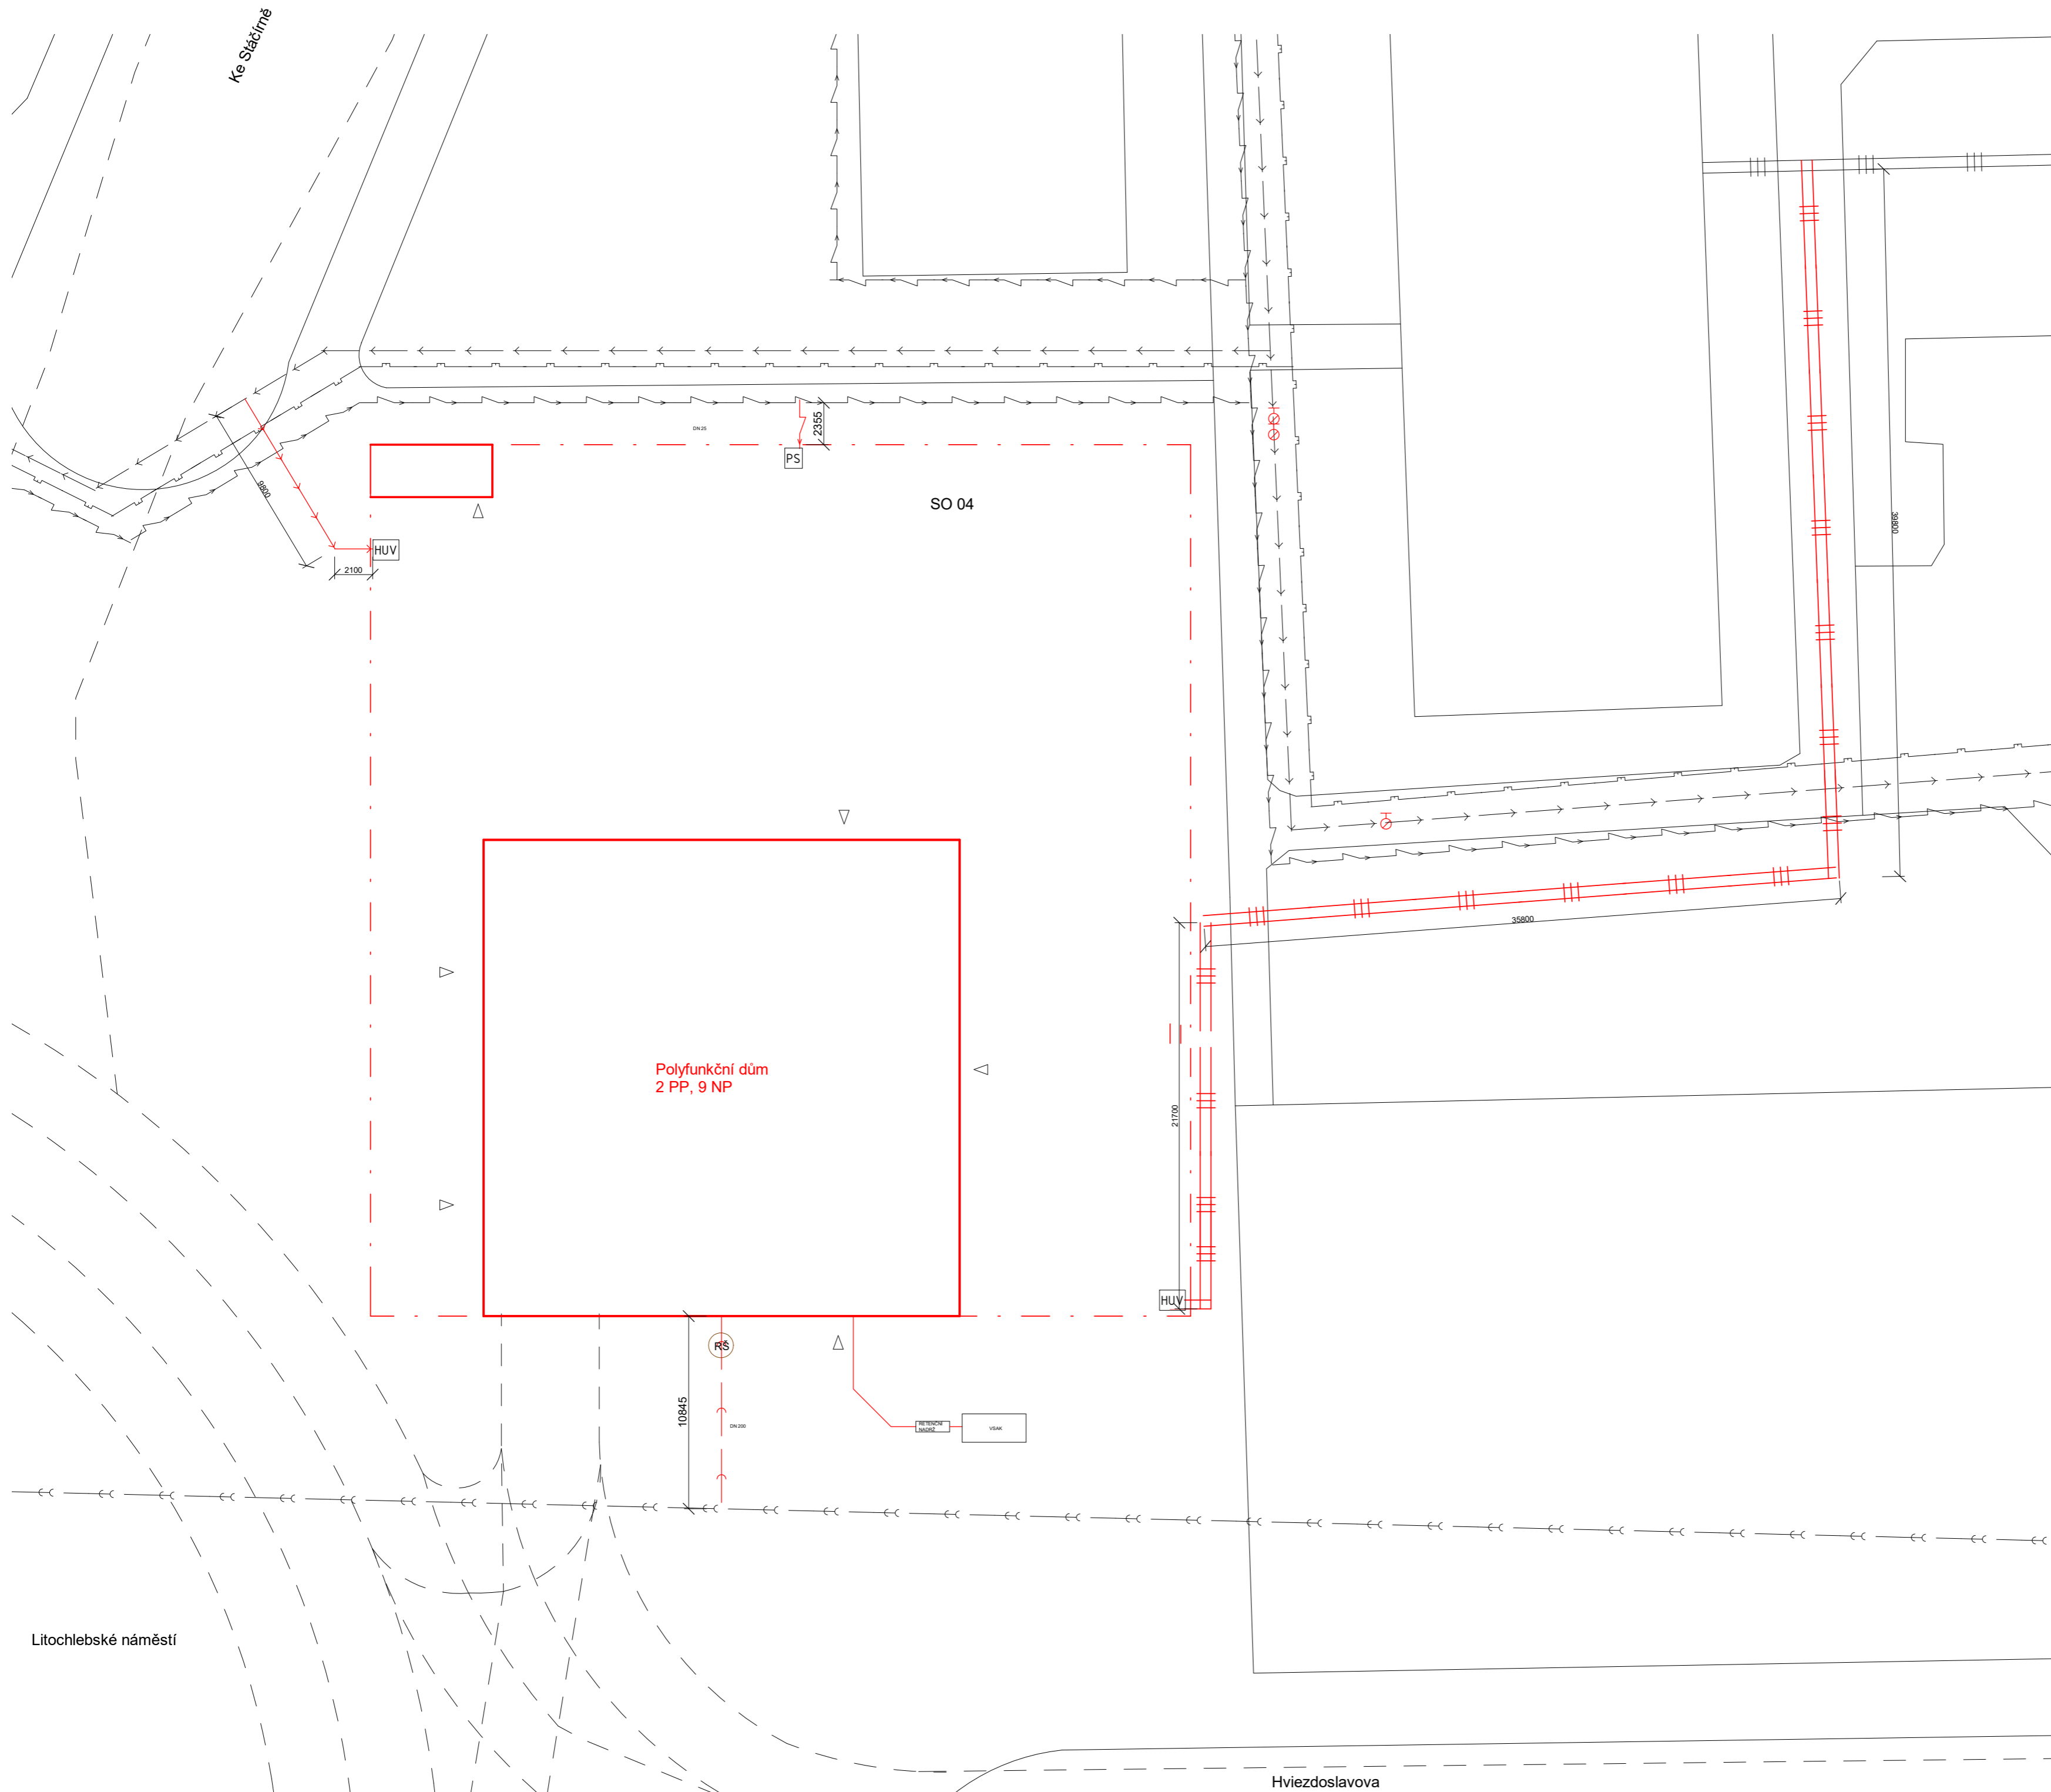 Ke Stáčírně
DN 25
2355
PS
SO 04
9800
HUV
2100
39800
35800
Polyfunkční dům
2 PP, 9 NP
21700
HUV
RŠ
10845
DN 200
RETENČNÍ
NÁDRŽ
VSAK
Litochlebské náměstí
Hviezdoslavova